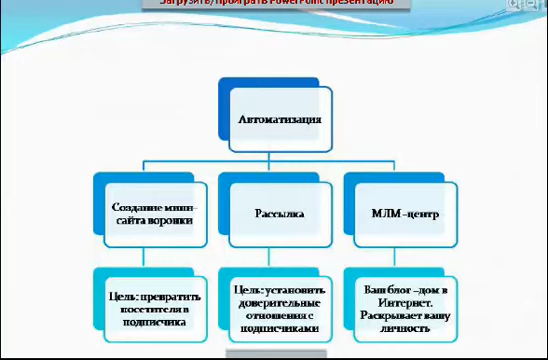 Загрузить/Проиграть PowerPoint презентацию
Автоматизация
Создание мини-
сайта воронки
Рассылка
МЛМ -центр
Цель: превратить
посетителя в
подписчика
Цель: установить
доверительные
отношения с
подписчиками
Ваш блог -дом в
Интернет.
Раскрывает вашу
личность